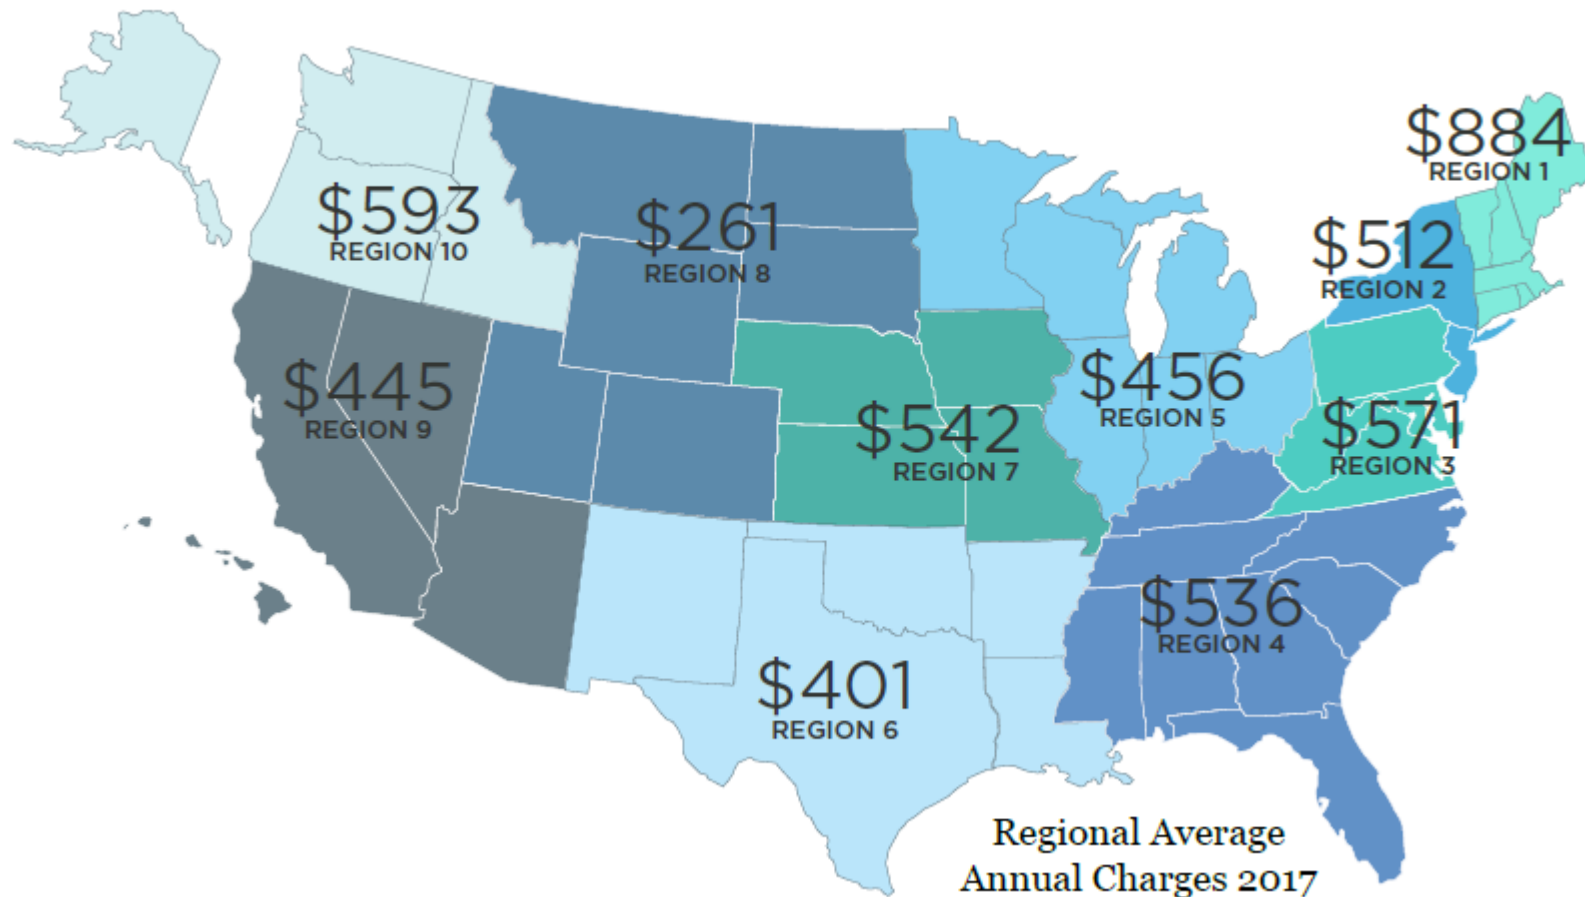 $884
REGION 1
$593
REGION 10
$261
REGION 8
$512
REGION 2
$445
REGION 9
$456
REGION 5
$542
REGION 7
$571
REGION 3
$536
REGION 4
$401
REGION 6
Regional Average
Annual Charges 2017